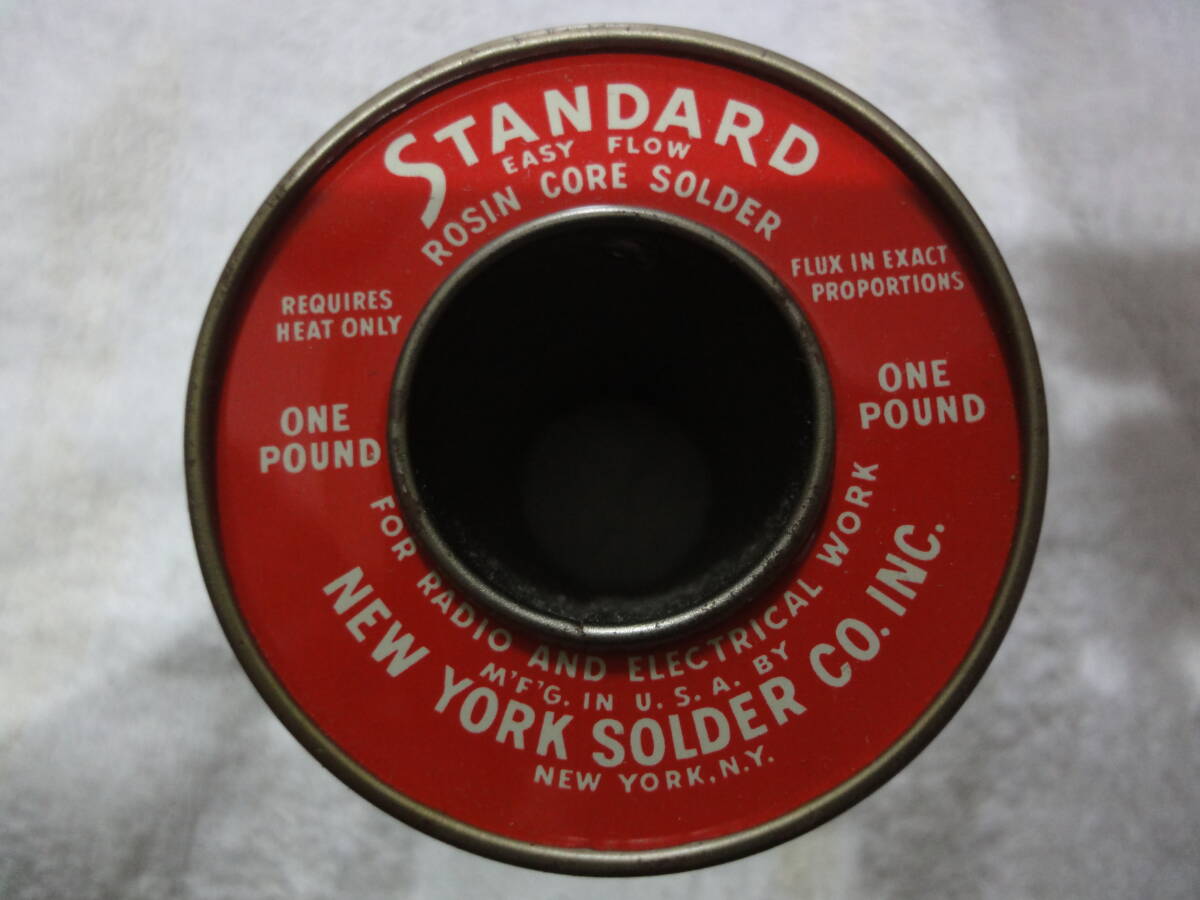 STANDARD
EASY FLOW
ROSIN CORE SOLDER
REQUIRES
HEAT ONLY
FLUX IN EXACT
PROPORTIONS
ONE
POUND
ONE
POUND
FOR RADIO AND ELECTRICAL WORK
M'F'G. IN U.S.A. BY
NEW YORK SOLDER CO. INC.
NEW YORK, N.Y.